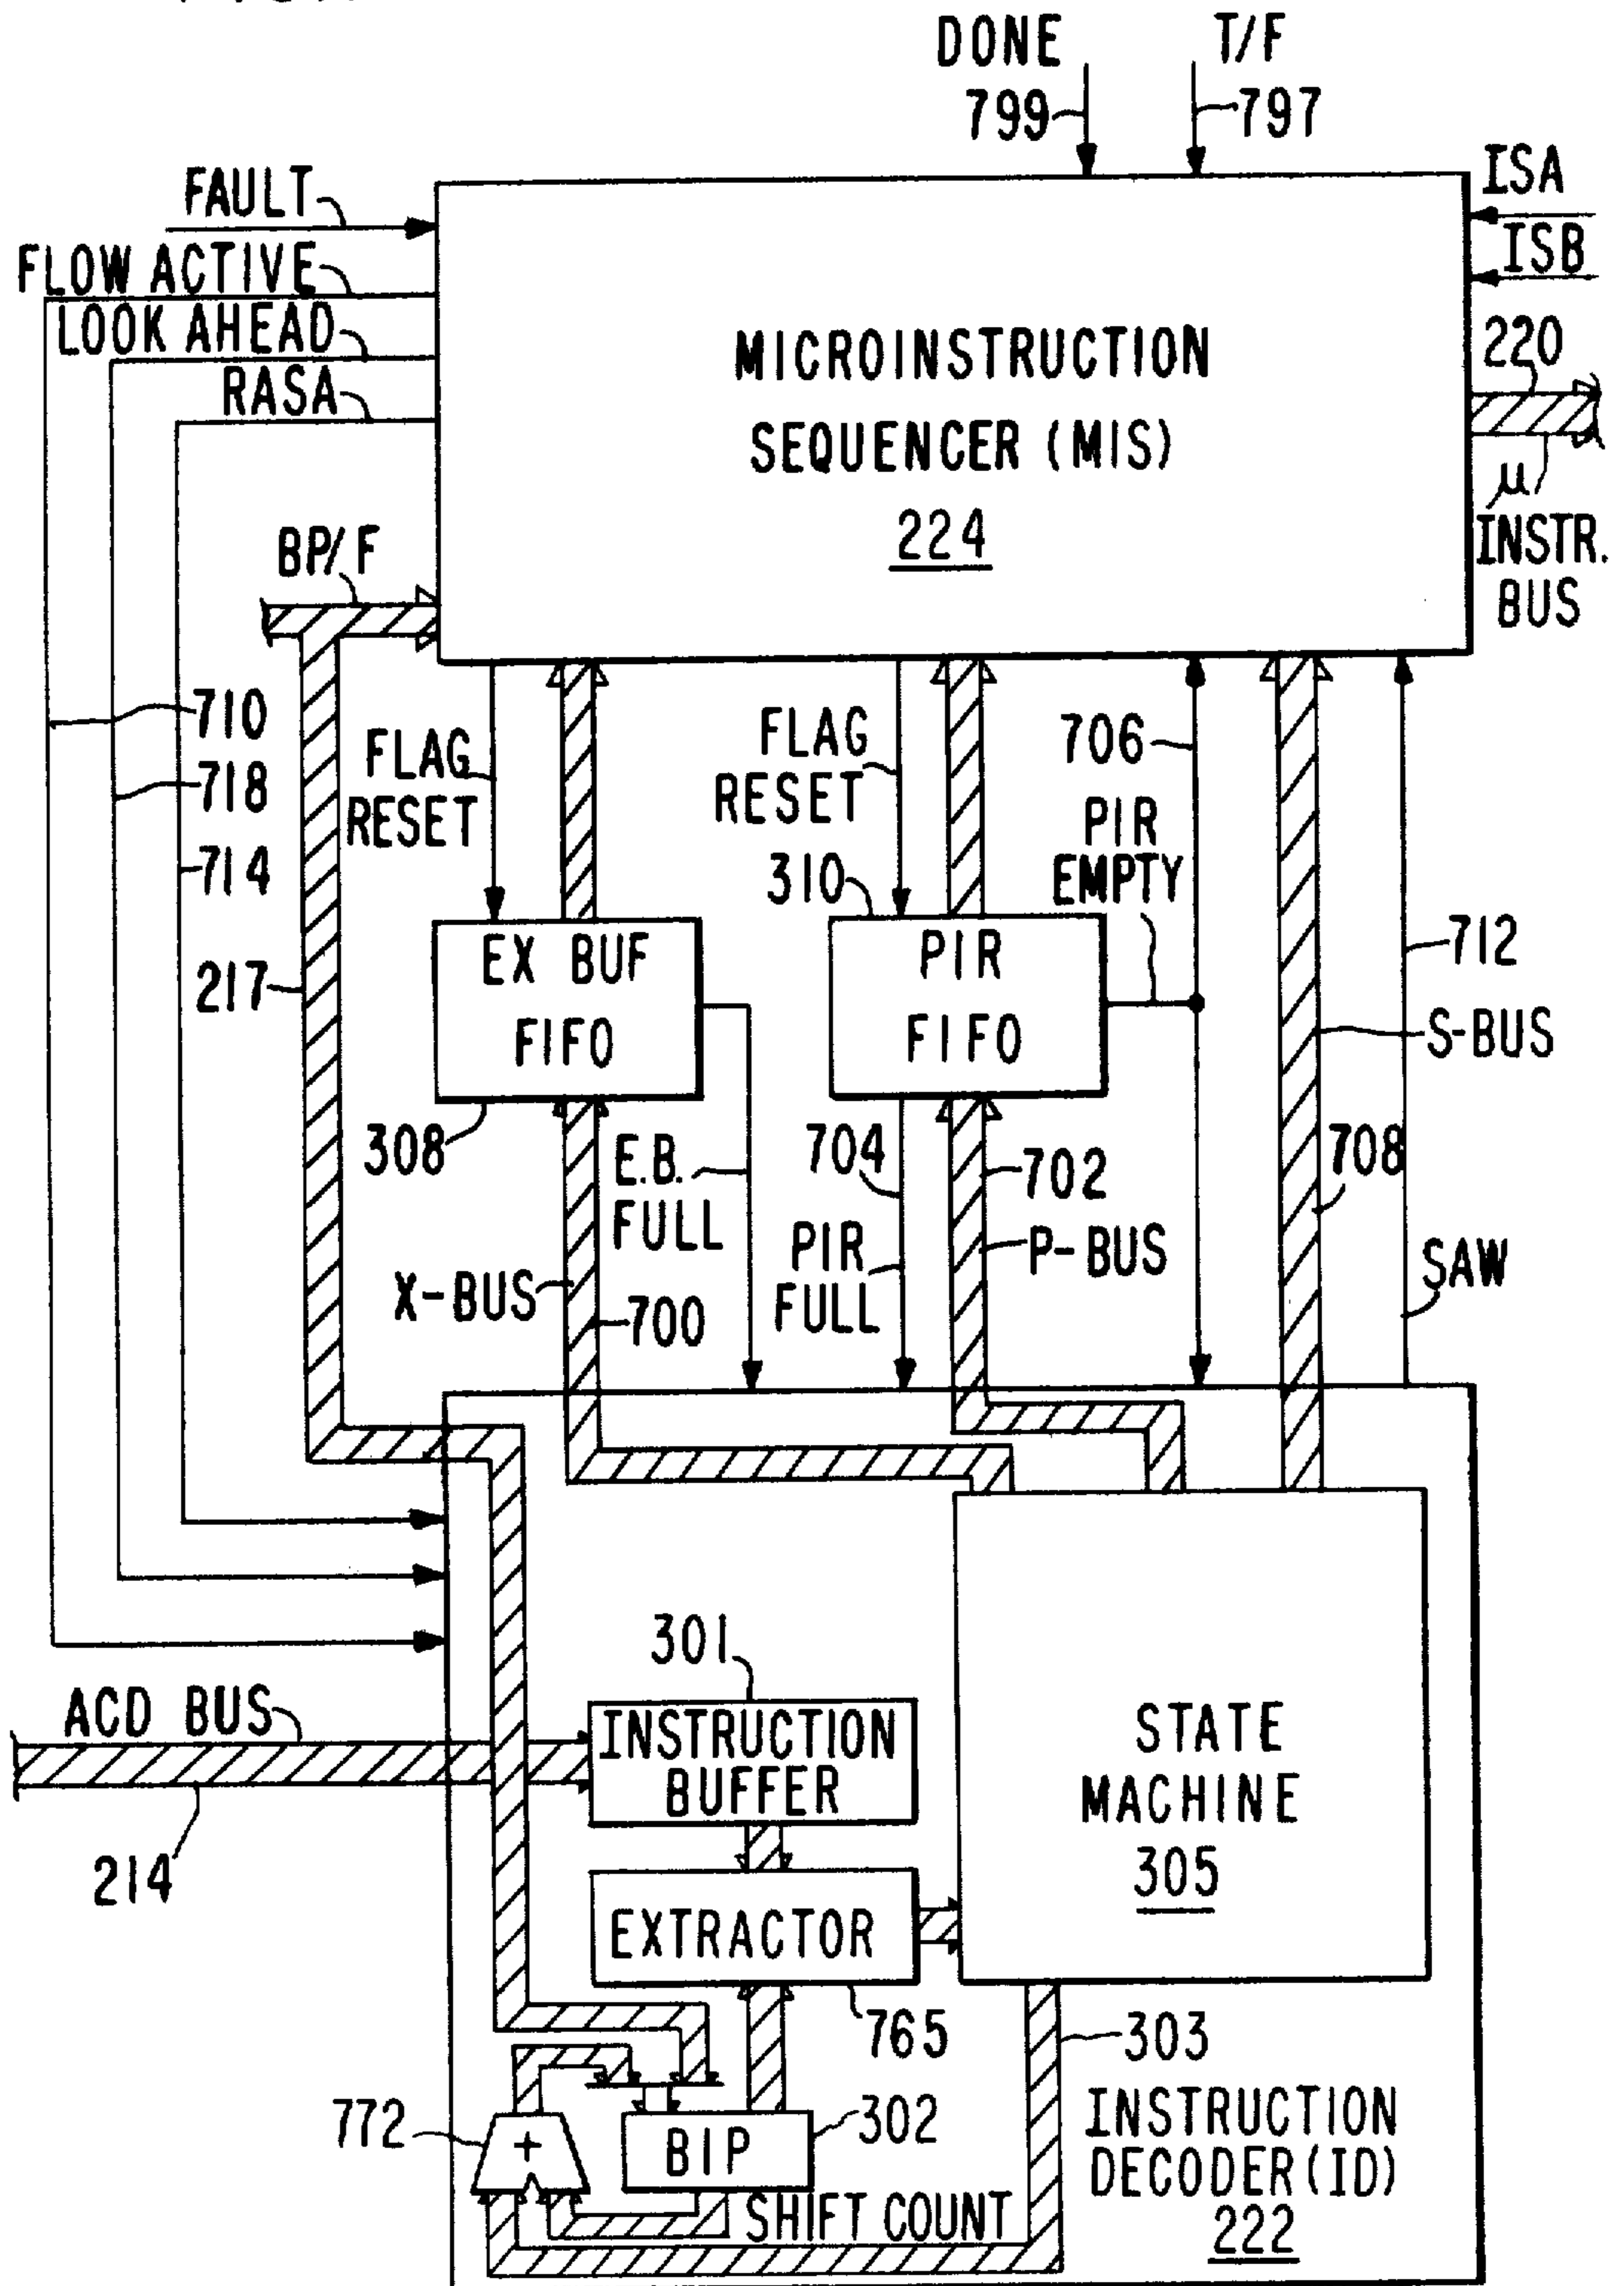 DONE
T/F
799
797
FAULT
ISA
FLOW ACTIVE
ISB
LOOK AHEAD
RASA
MICROINSTRUCTION
SEQUENCER (MIS)
224
220
μ
INSTR.
BUS
BP/F
710
718
714
217
FLAG
RESET
FLAG
RESET
310
706
PIR
EMPTY
712
S-BUS
EX BUF
FIFO
PIR
FIFO
308
E.B.
FULL
704
702
708
PIR
FULL
P-BUS
SAW
X-BUS
700
301
ACD BUS
INSTRUCTION
BUFFER
STATE
MACHINE
305
214
EXTRACTOR
765
303
772
+
BIP
302
INSTRUCTION
DECODER (ID)
222
SHIFT COUNT